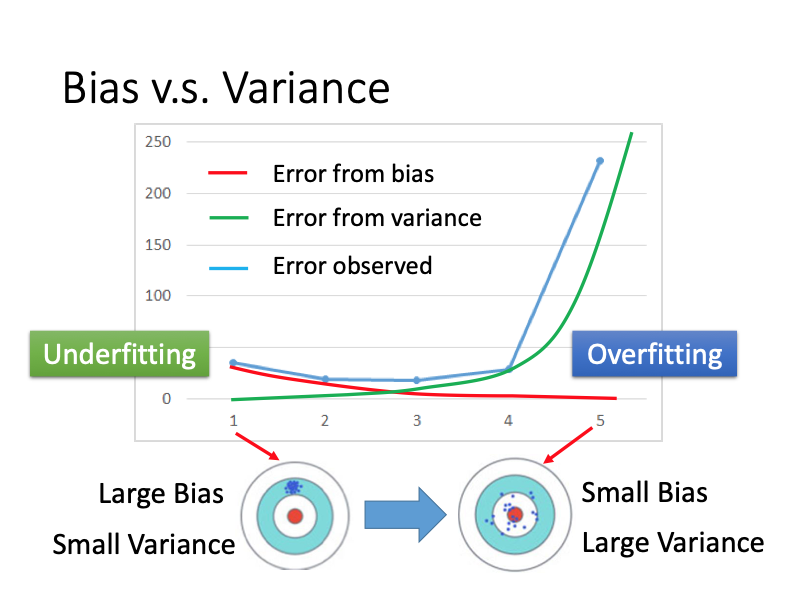 Bias v.s. Variance
250
200
150
100
0
Error from bias
Error from variance
Error observed
Underfitting
Overfitting
1 2 3 4 5
Large Bias
Small Variance
Small Bias
Large Variance